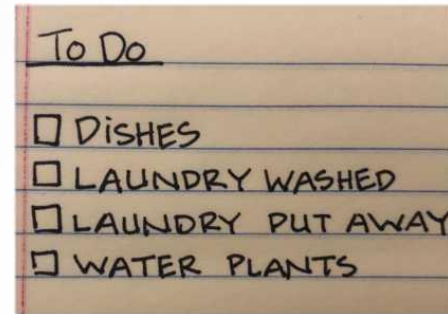 To Do
DiSHES
LAUNDRY WASHED
LAUNDRY PUT AWAY
WATER PLANTS